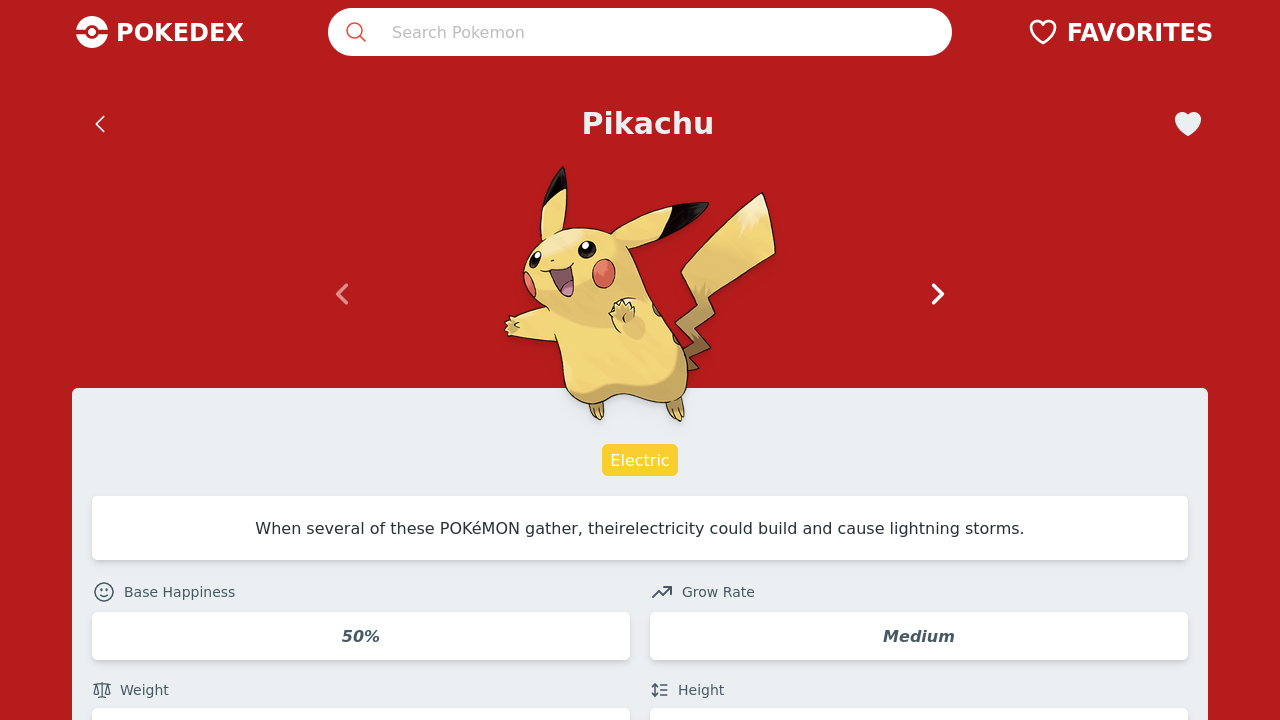 POKEDEX
Search Pokemon
FAVORITES
Pikachu
Electric
When several of these POKéMON gather, theirelectricity could build and cause lightning storms.
Base Happiness
Grow Rate
50%
Medium
Weight
Height